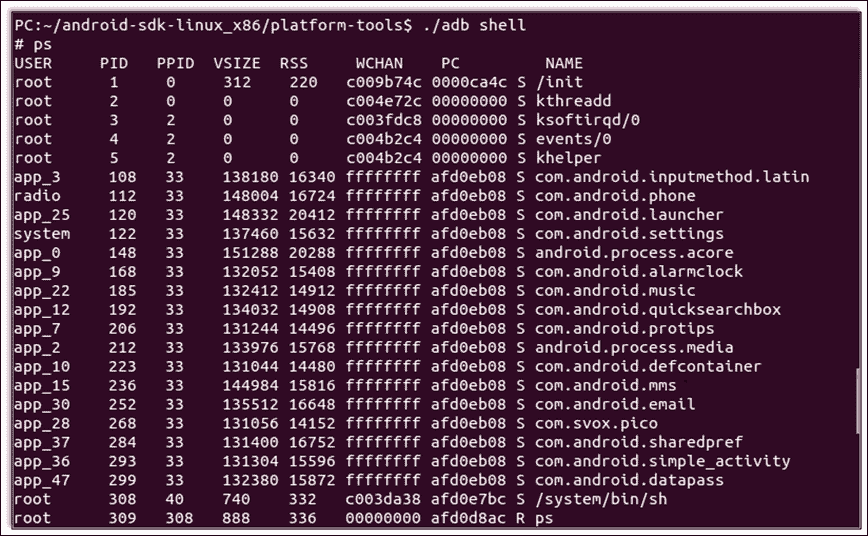 PC:~/android-sdk-linux_x86/platform-tools$ ./adb shell
# ps
USER PID PPID VSIZE RSS WCHAN PC NAME
root 1 0 312 220 c009b74c 0000ca4c S /init
root 2 0 0 0 c004e72c 00000000 S kthreadd
root 3 2 0 0 c003fdc8 00000000 S ksoftirqd/0
root 4 2 0 0 c004b2c4 00000000 S events/0
root 5 2 0 0 c004b2c4 00000000 S khelper
app_3 108 33 138180 16340 ffffffff afd0eb08 S com.android.inputmethod.latin
radio 112 33 148004 16724 ffffffff afd0eb08 S com.android.phone
app_25 120 33 148332 20412 ffffffff afd0eb08 S com.android.launcher
system 122 33 137460 15632 ffffffff afd0eb08 S com.android.settings
app_0 148 33 151288 20288 ffffffff afd0eb08 S android.process.acore
app_9 168 33 132052 15408 ffffffff afd0eb08 S com.android.alarmclock
app_22 185 33 132412 14912 ffffffff afd0eb08 S com.android.music
app_12 192 33 134032 14908 ffffffff afd0eb08 S com.android.quicksearchbox
app_7 206 33 131244 14496 ffffffff afd0eb08 S com.android.protips
app_2 212 33 133976 15768 ffffffff afd0eb08 S android.process.media
app_10 223 33 131044 14480 ffffffff afd0eb08 S com.android.defcontainer
app_15 236 33 144984 15816 ffffffff afd0eb08 S com.android.mms
app_30 252 33 135512 16648 ffffffff afd0eb08 S com.android.email
app_28 268 33 131056 14152 ffffffff afd0eb08 S com.svox.pico
app_37 284 33 131400 16752 ffffffff afd0eb08 S com.android.sharedpref
app_36 293 33 131304 15596 ffffffff afd0eb08 S com.android.simple_activity
app_47 299 33 132380 15872 ffffffff afd0eb08 S com.android.datapass
root 308 40 740 332 c003da38 afd0e7bc S /system/bin/sh
root 309 308 888 336 00000000 afd0d8ac R ps